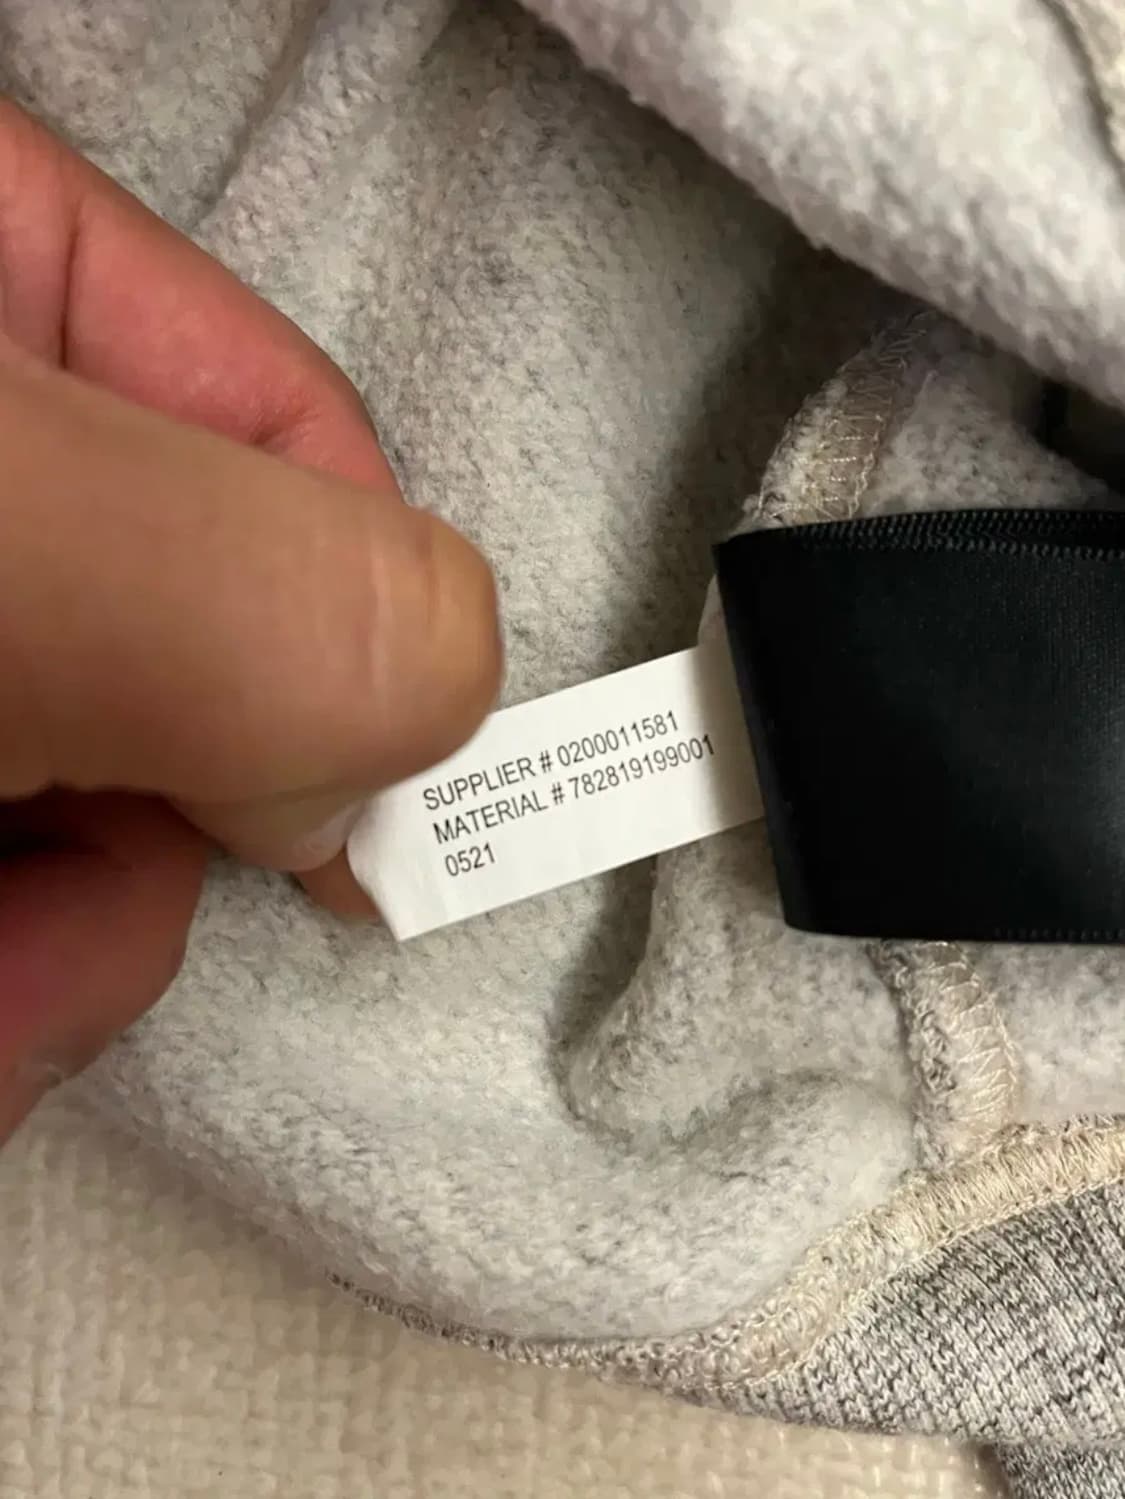 SUPPLIER # 0200011581
MATERIAL # 782819199001
0521